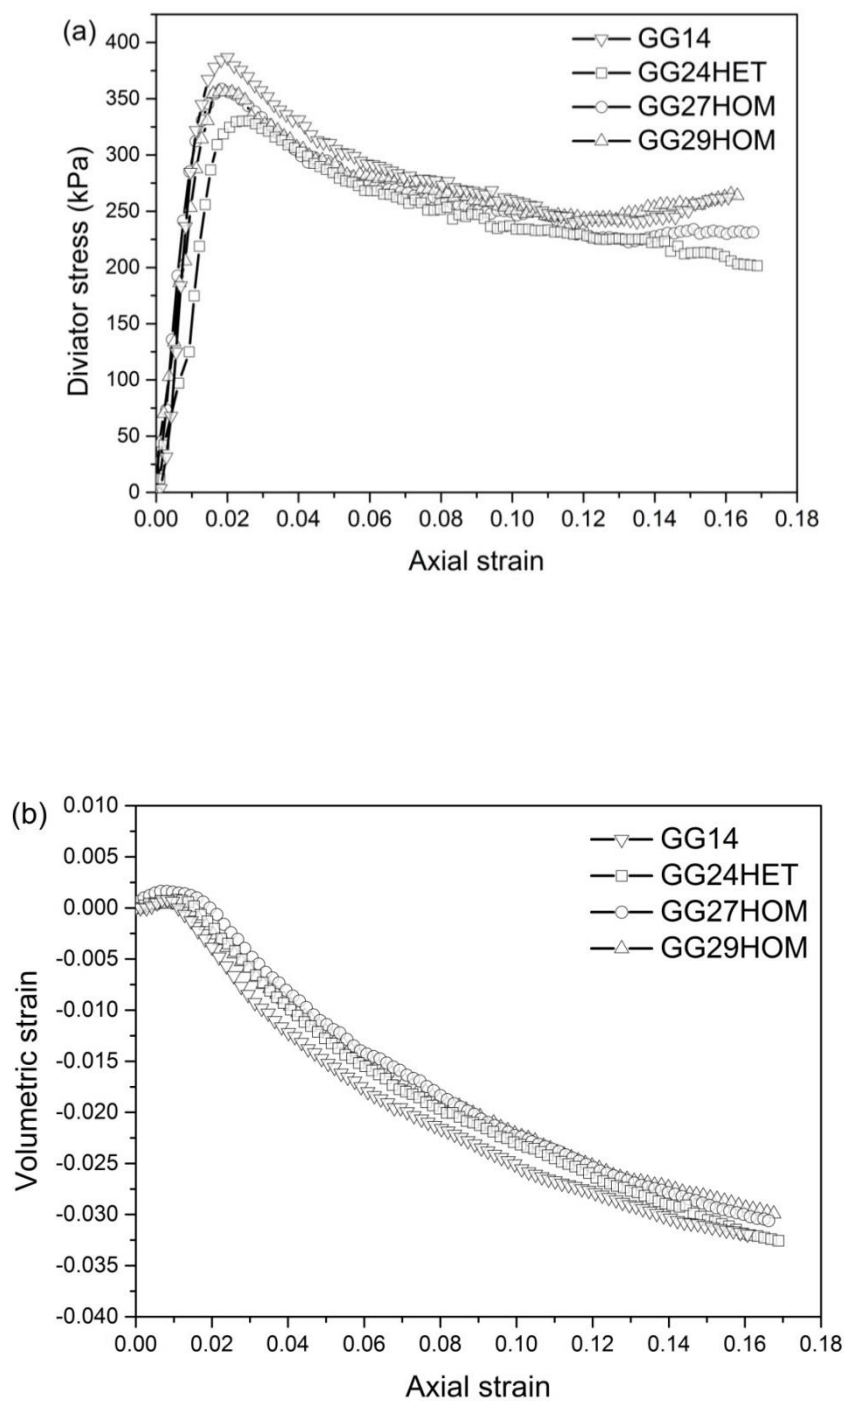 (a)
400
350
300
250
200
150
100
50
0
Diviator stress (kPa)
GG14
GG24HET
GG27HOM
GG29HOM
0.00 0.02 0.04 0.06 0.08 0.10 0.12 0.14 0.16 0.18
Axial strain
(b)
0.010
0.005
0.000
-0.005
-0.010
-0.015
-0.020
-0.025
-0.030
-0.035
-0.040
Volumetric strain
GG14
GG24HET
GG27HOM
GG29HOM
0.00 0.02 0.04 0.06 0.08 0.10 0.12 0.14 0.16 0.18
Axial strain